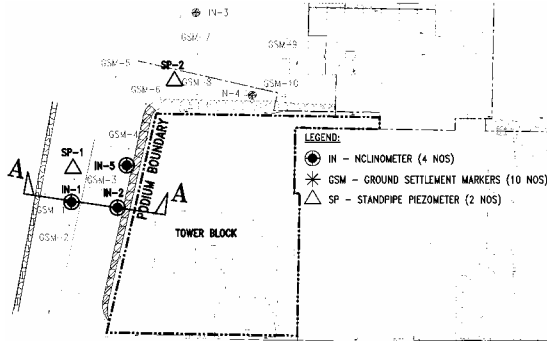 IN-3
GSM-7
GSM-9
GSM-5
SP-2
GSM-8
GSM-10
GSM-6
N-4
GSM-4
PODIUM BOUNDARY
LEGEND:
IN - NCLINOMETER (4 NOS)
GSM - GROUND SETTLEMENT MARKERS (10 NOS)
SP - STANDPIPE PIEZOMETER (2 NOS)
SP-1
IN-5
GSM-3
A
A
IN-1
IN-2
GSM
GSM-2
TOWER BLOCK